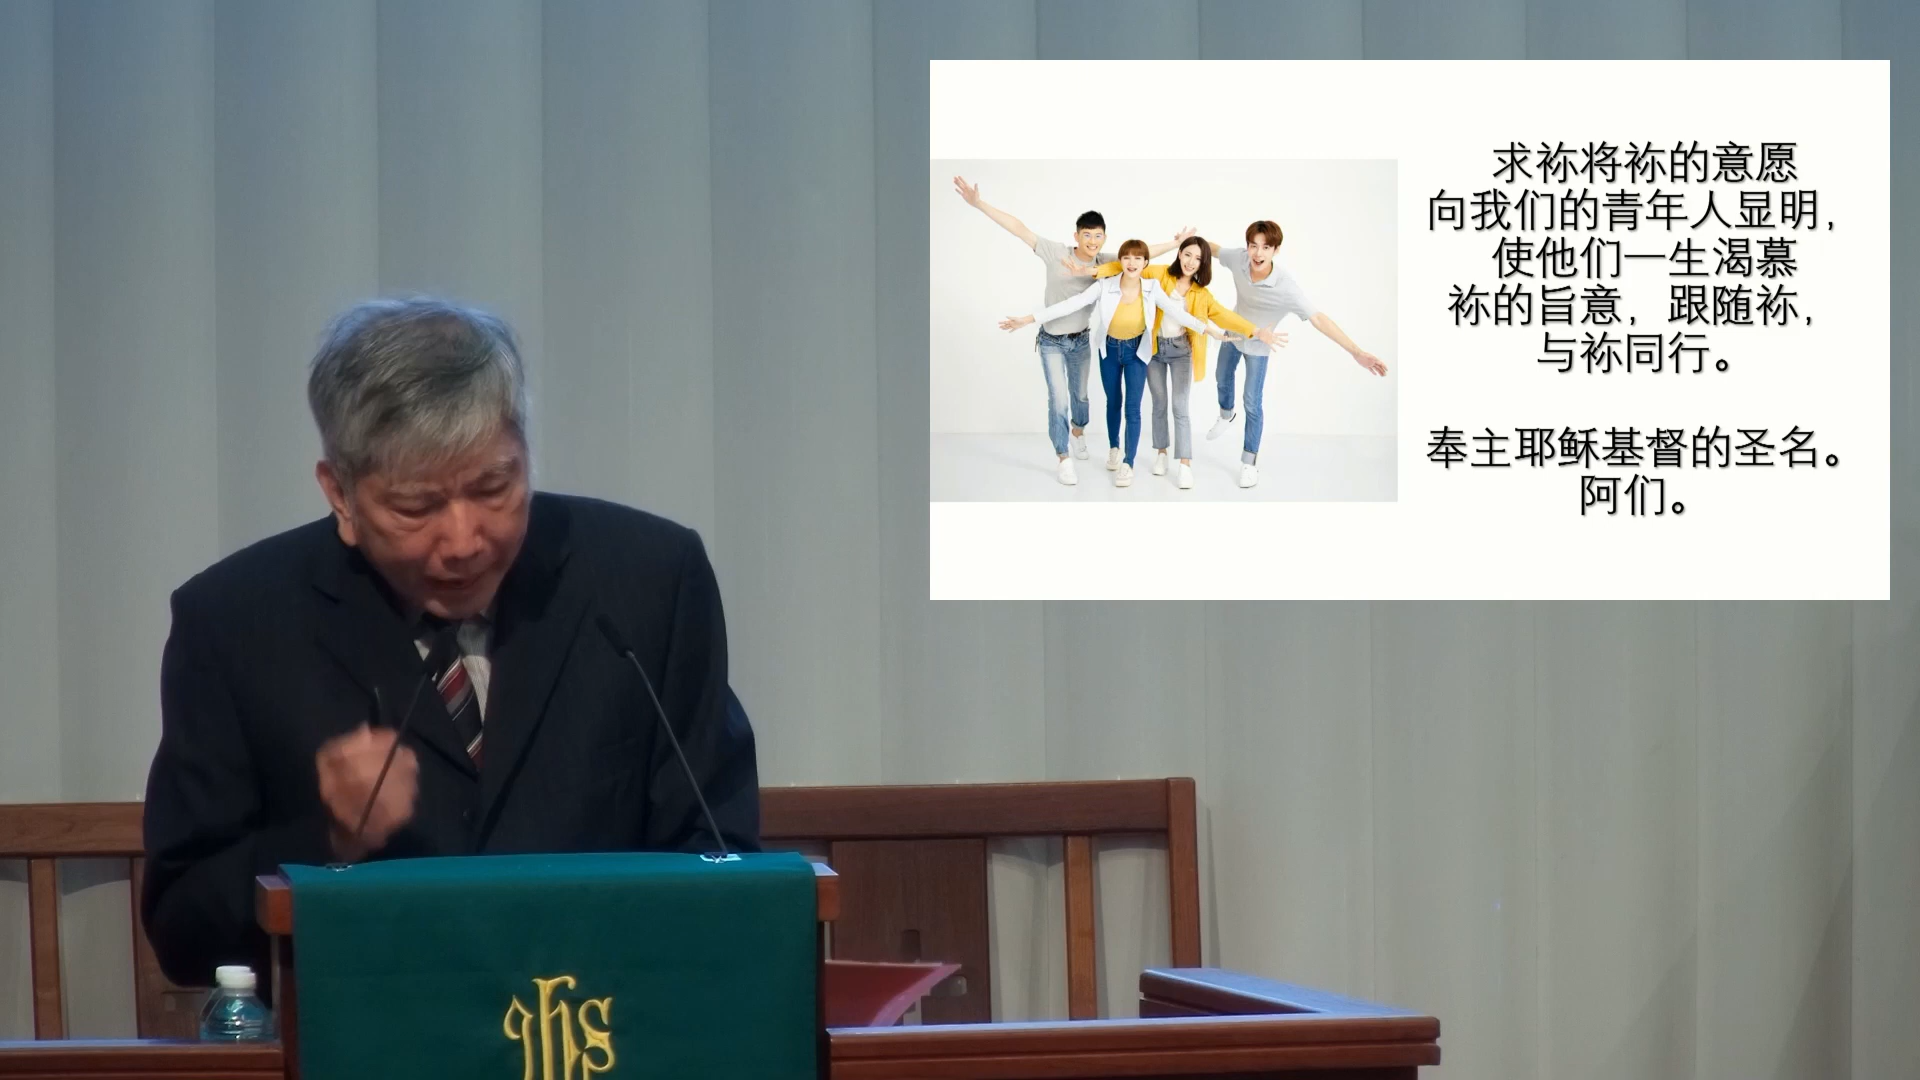 求祢将祢的意愿
向我们的青年人显明，
使他们一生渴慕
祢的旨意，跟随祢，
与祢同行。
奉主耶稣基督的圣名。
阿们。
jhs